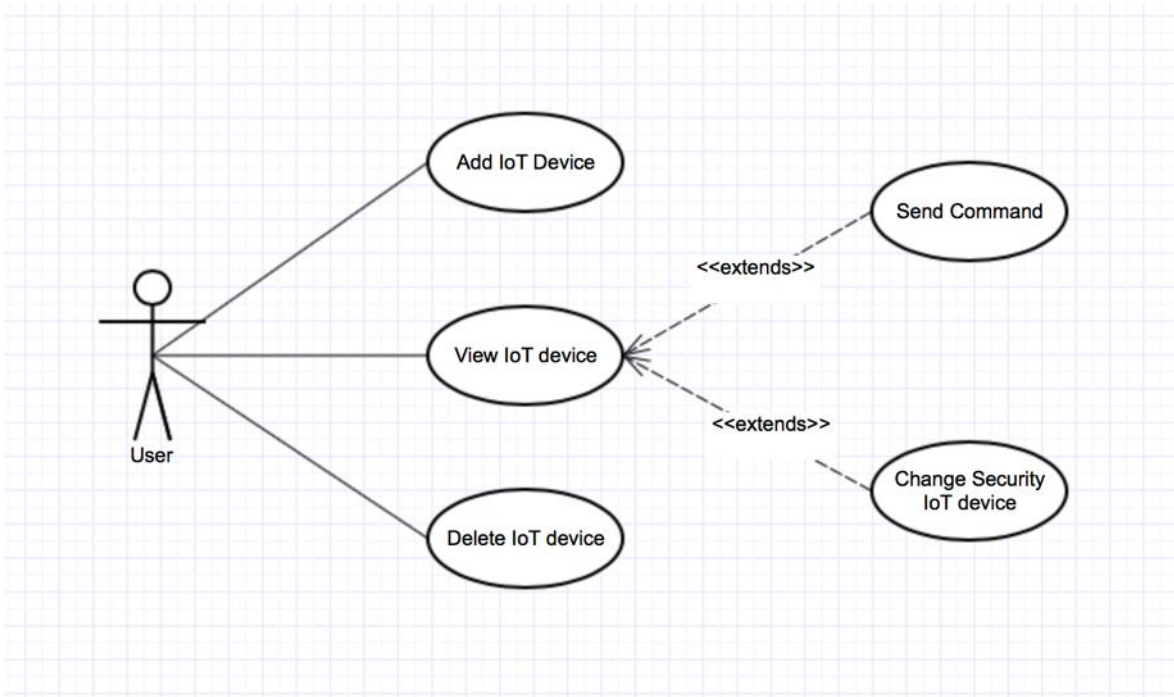 Add IoT Device
Send Command
<<extends>>
View IoT device
<<extends>>
User
Change Security
IoT device
Delete IoT device